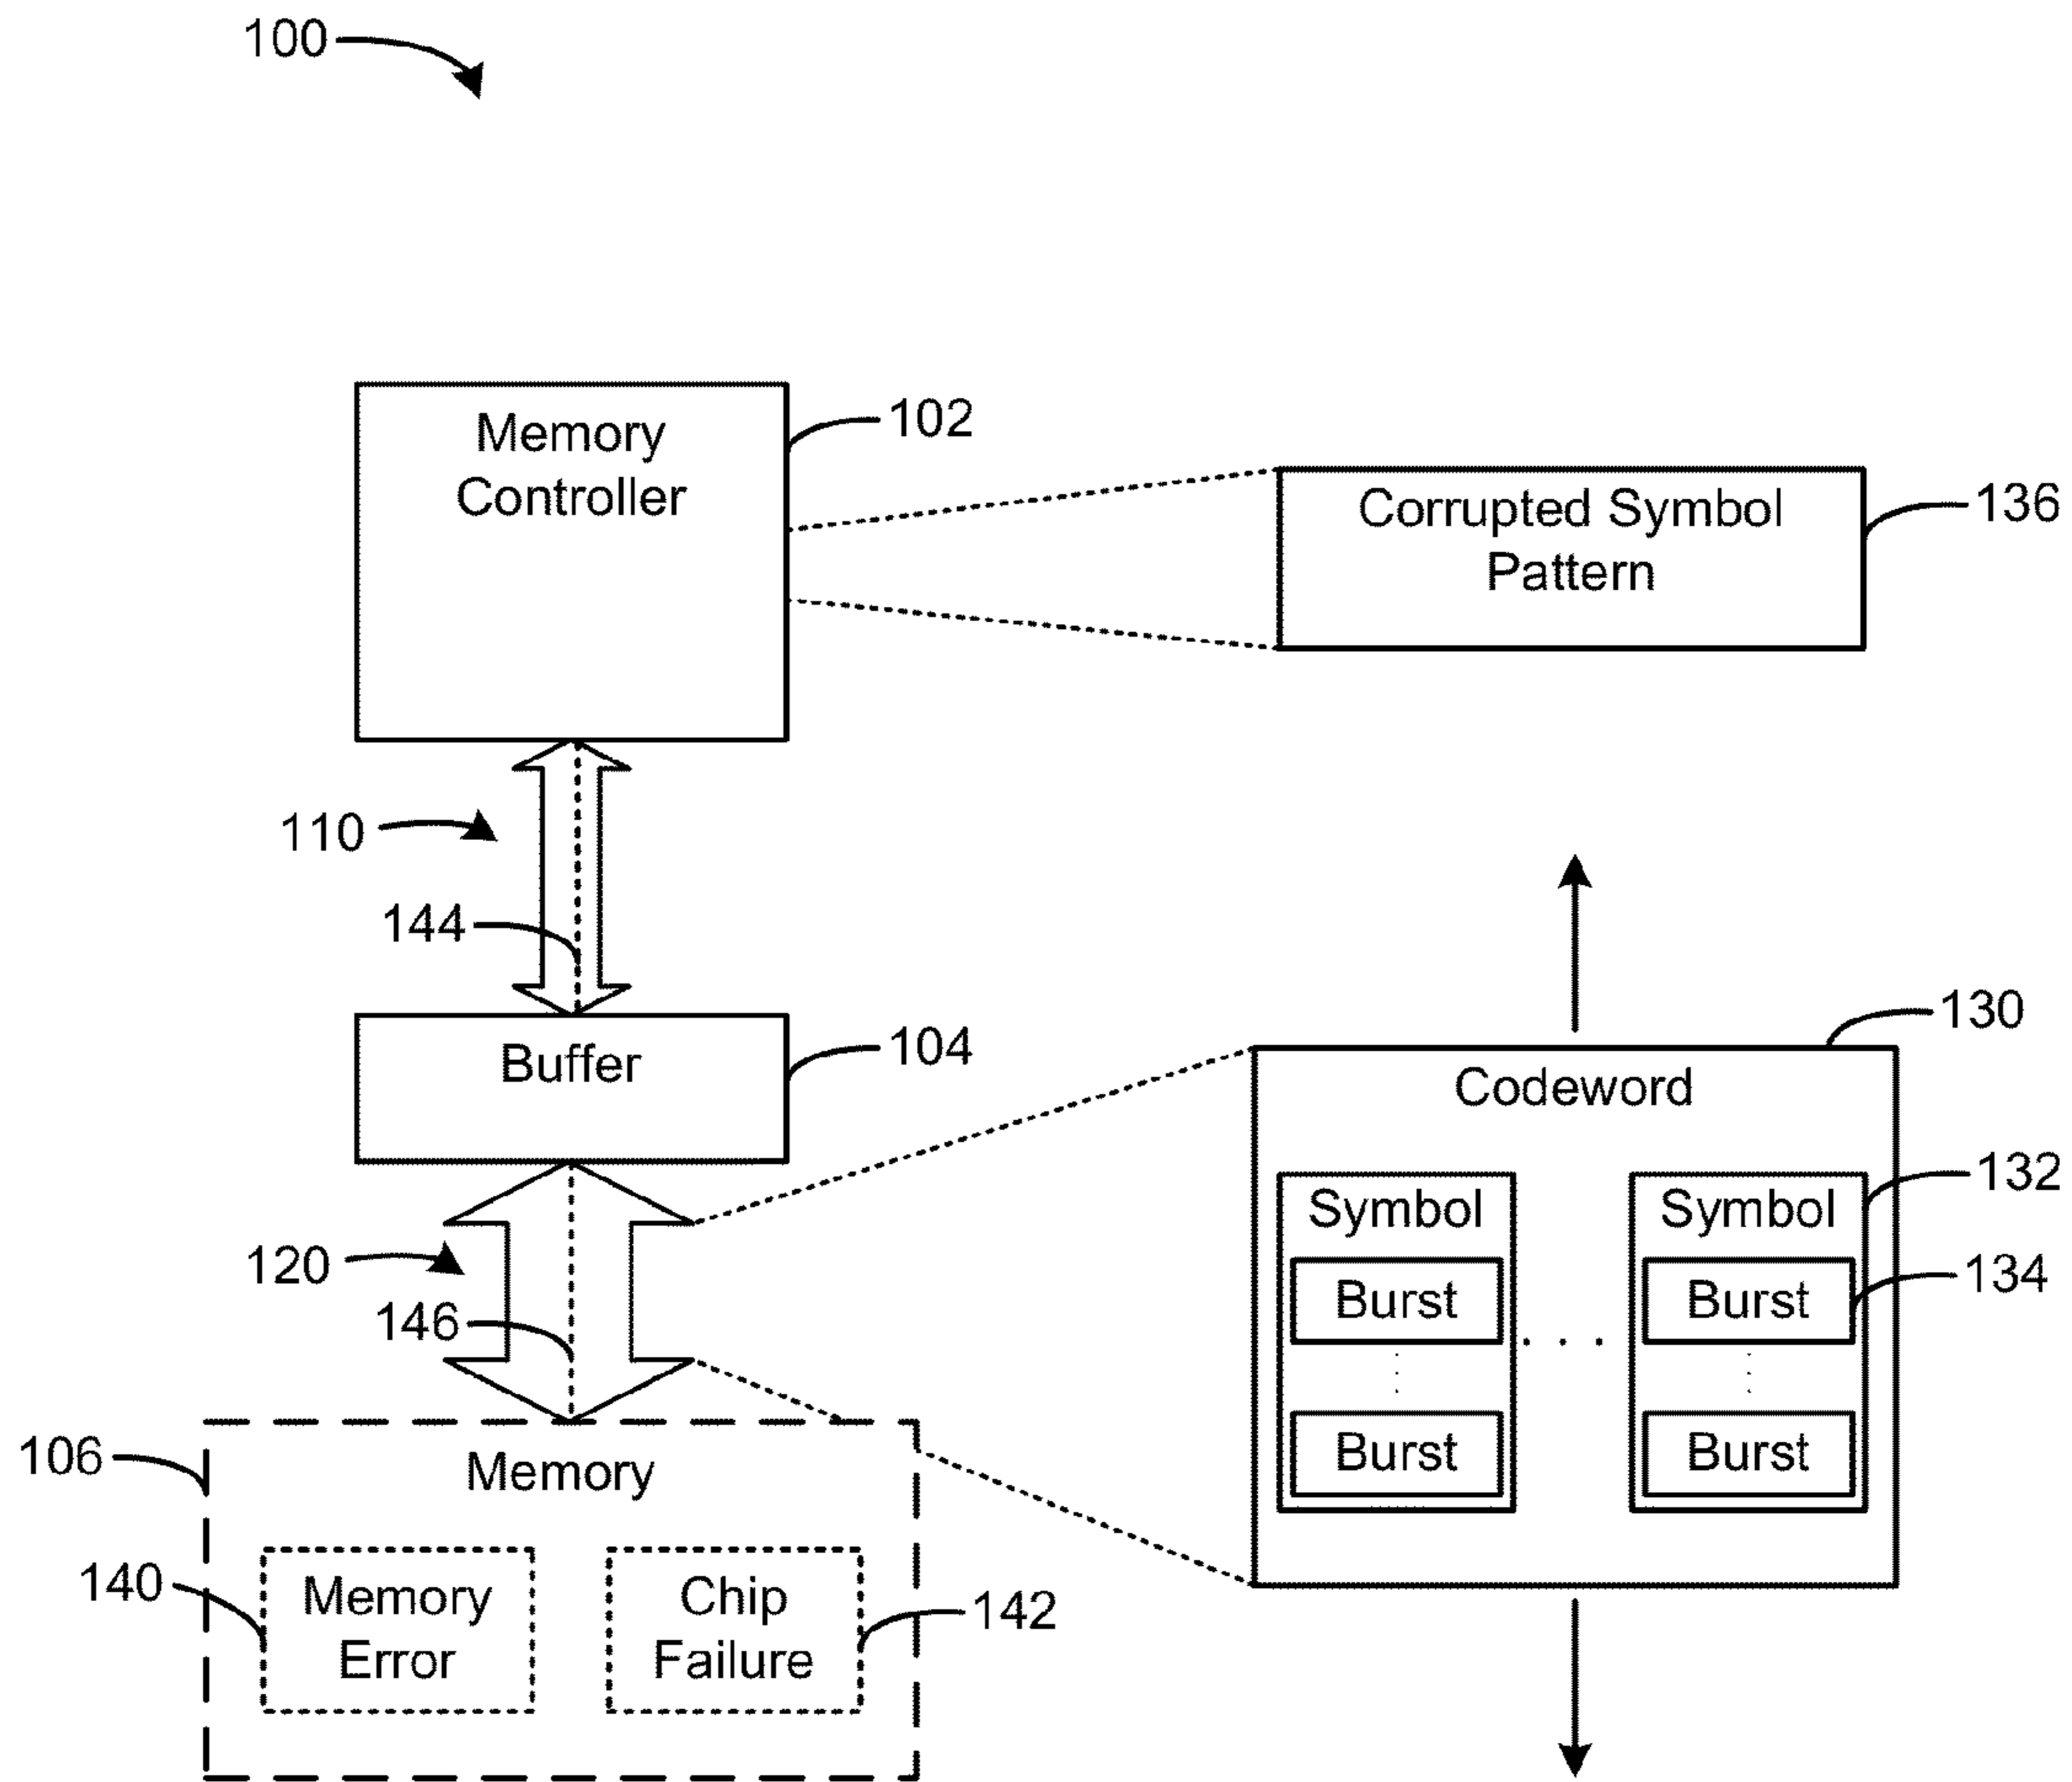 100
Memory
Controller
102
Corrupted Symbol
Pattern
136
110
144
Buffer
104
130
Codeword
132
Symbol
Symbol
134
Burst
Burst
120
146
. . .
Burst
Burst
106
Memory
140
Memory
Error
Chip
Failure
142